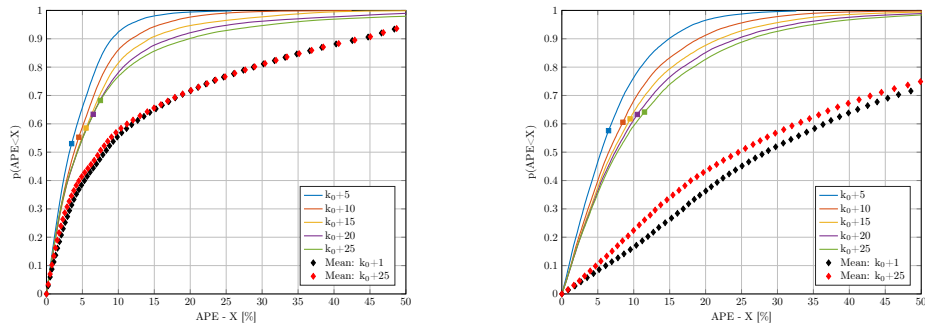 1
0.9
0.8
0.7
0.6
0.5
0.4
0.3
0.2
0.1
0
p(APE<X)
0 5 10 15 20 25 30 35 40 45 50
APE - X [%]
k₀+5
k₀+10
k₀+15
k₀+20
k₀+25
Mean: k₀+1
Mean: k₀+25
1
0.9
0.8
0.7
0.6
0.5
0.4
0.3
0.2
0.1
0
p(APE<X)
0 5 10 15 20 25 30 35 40 45 50
APE - X [%]
k₀+5
k₀+10
k₀+15
k₀+20
k₀+25
Mean: k₀+1
Mean: k₀+25